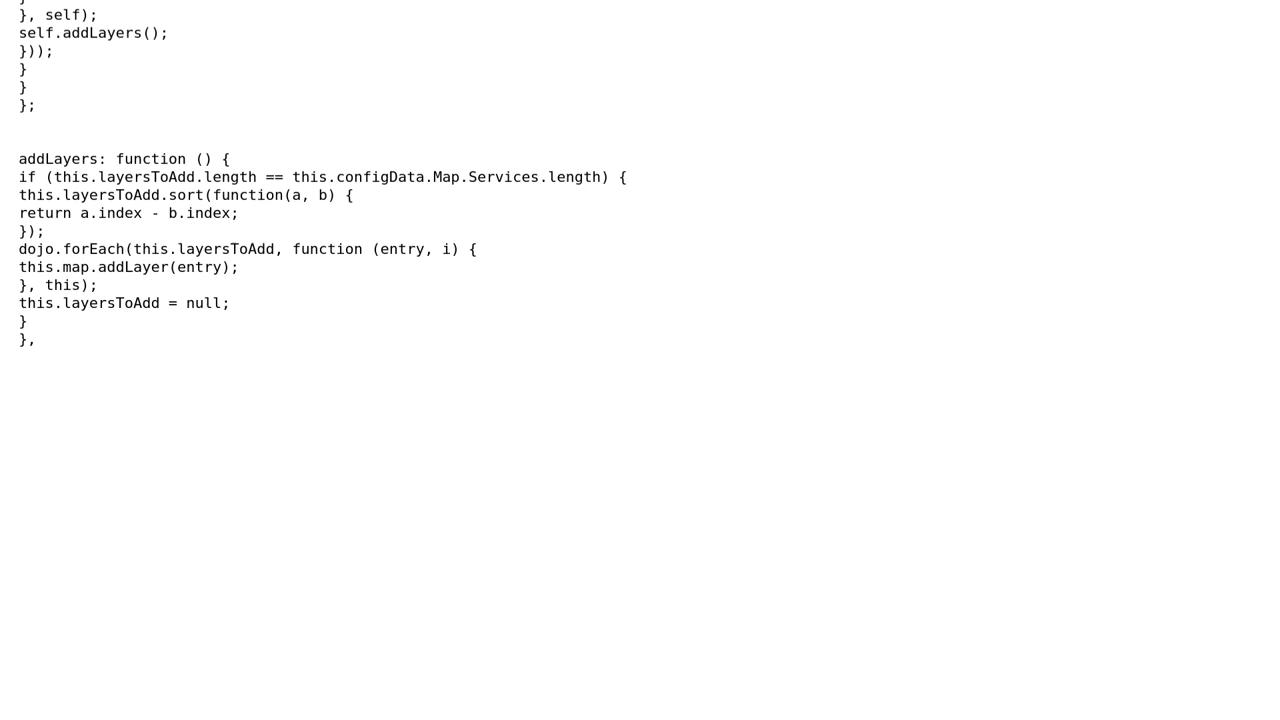 }, self);
self.addLayers();
}));
}
}
};
addLayers: function () {
if (this.layersToAdd.length == this.configData.Map.Services.length) {
this.layersToAdd.sort(function(a, b) {
return a.index - b.index;
});
dojo.forEach(this.layersToAdd, function (entry, i) {
this.map.addLayer(entry);
}, this);
this.layersToAdd = null;
}
},